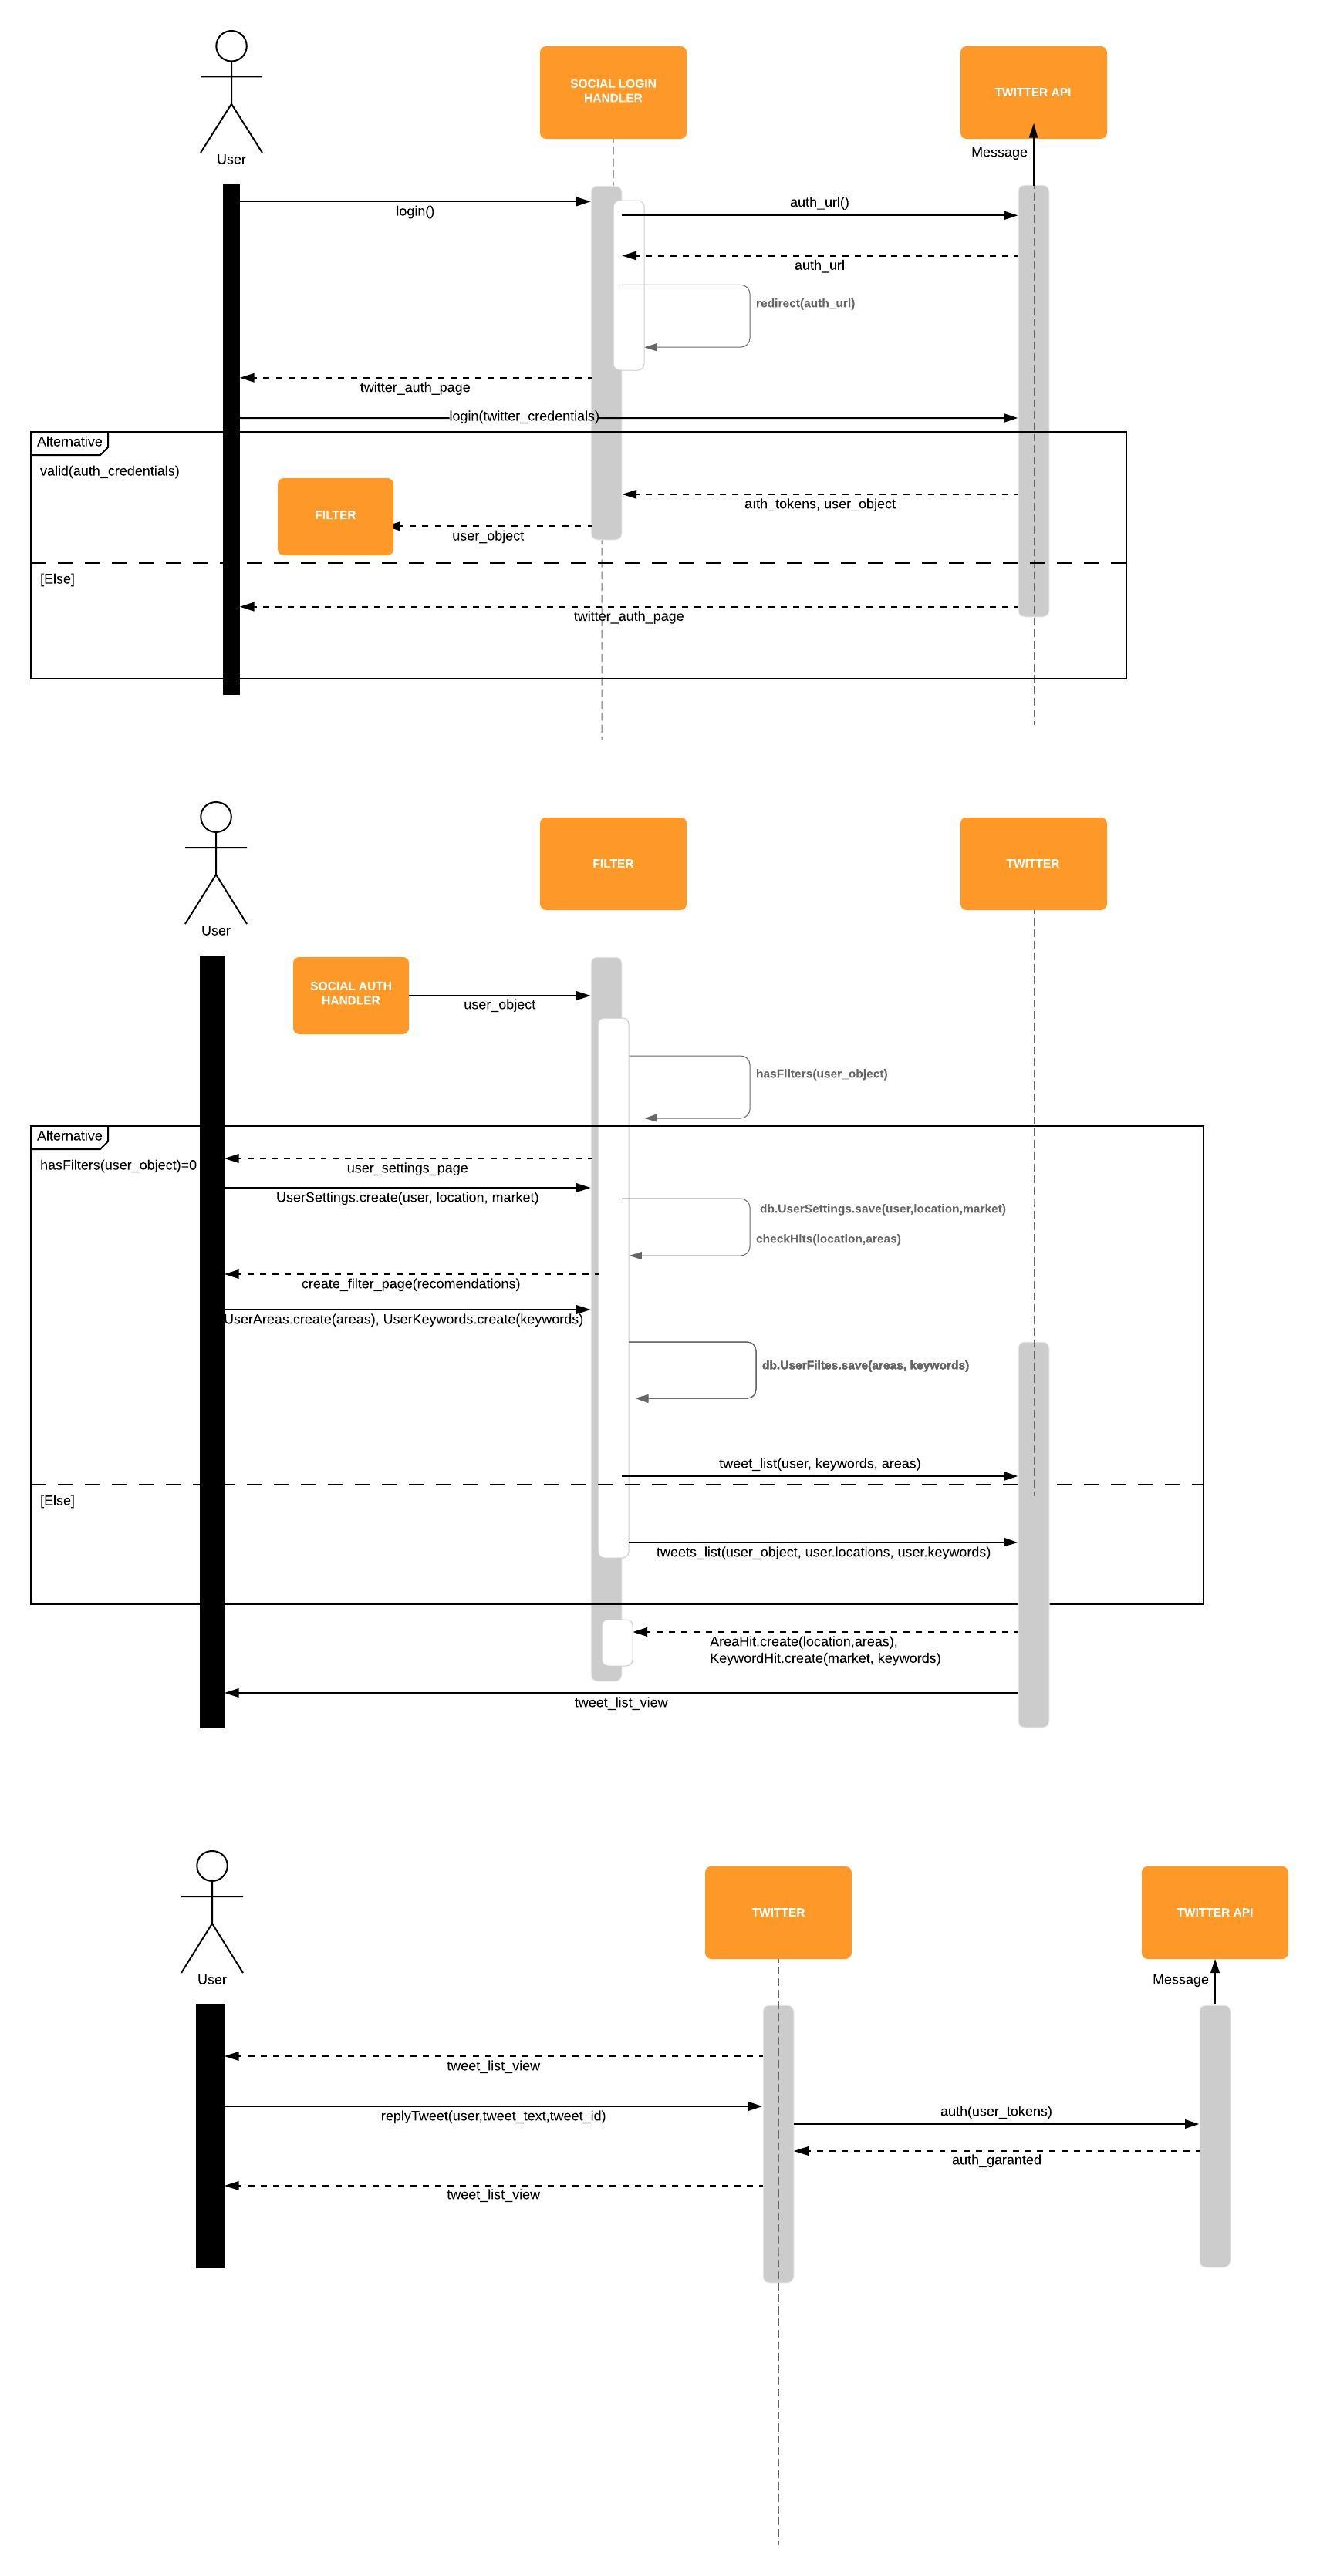 User
SOCIAL LOGIN
HANDLER
TWITTER API
Message
login()
auth_url()
auth_url
redirect(auth_url)
twitter_auth_page
login(twitter_credentials)
Alternative
valid(auth_credentials)
FILTER
auth_tokens, user_object
user_object
[Else]
twitter_auth_page
User
FILTER
TWITTER
SOCIAL AUTH
HANDLER
user_object
hasFilters(user_object)
Alternative
hasFilters(user_object)=0
user_settings_page
UserSettings.create(user, location, market)
db.UserSettings.save(user,location,market)
checkHits(location,areas)
create_filter_page(recomendations)
UserAreas.create(areas), UserKeywords.create(keywords)
db.UserFiltes.save(areas, keywords)
tweet_list(user, keywords, areas)
[Else]
tweets_list(user_object, user.locations, user.keywords)
AreaHit.create(location,areas),
KeywordHit.create(market, keywords)
tweet_list_view
User
TWITTER
TWITTER API
Message
tweet_list_view
replyTweet(user,tweet_text,tweet_id)
auth(user_tokens)
auth_garanted
tweet_list_view